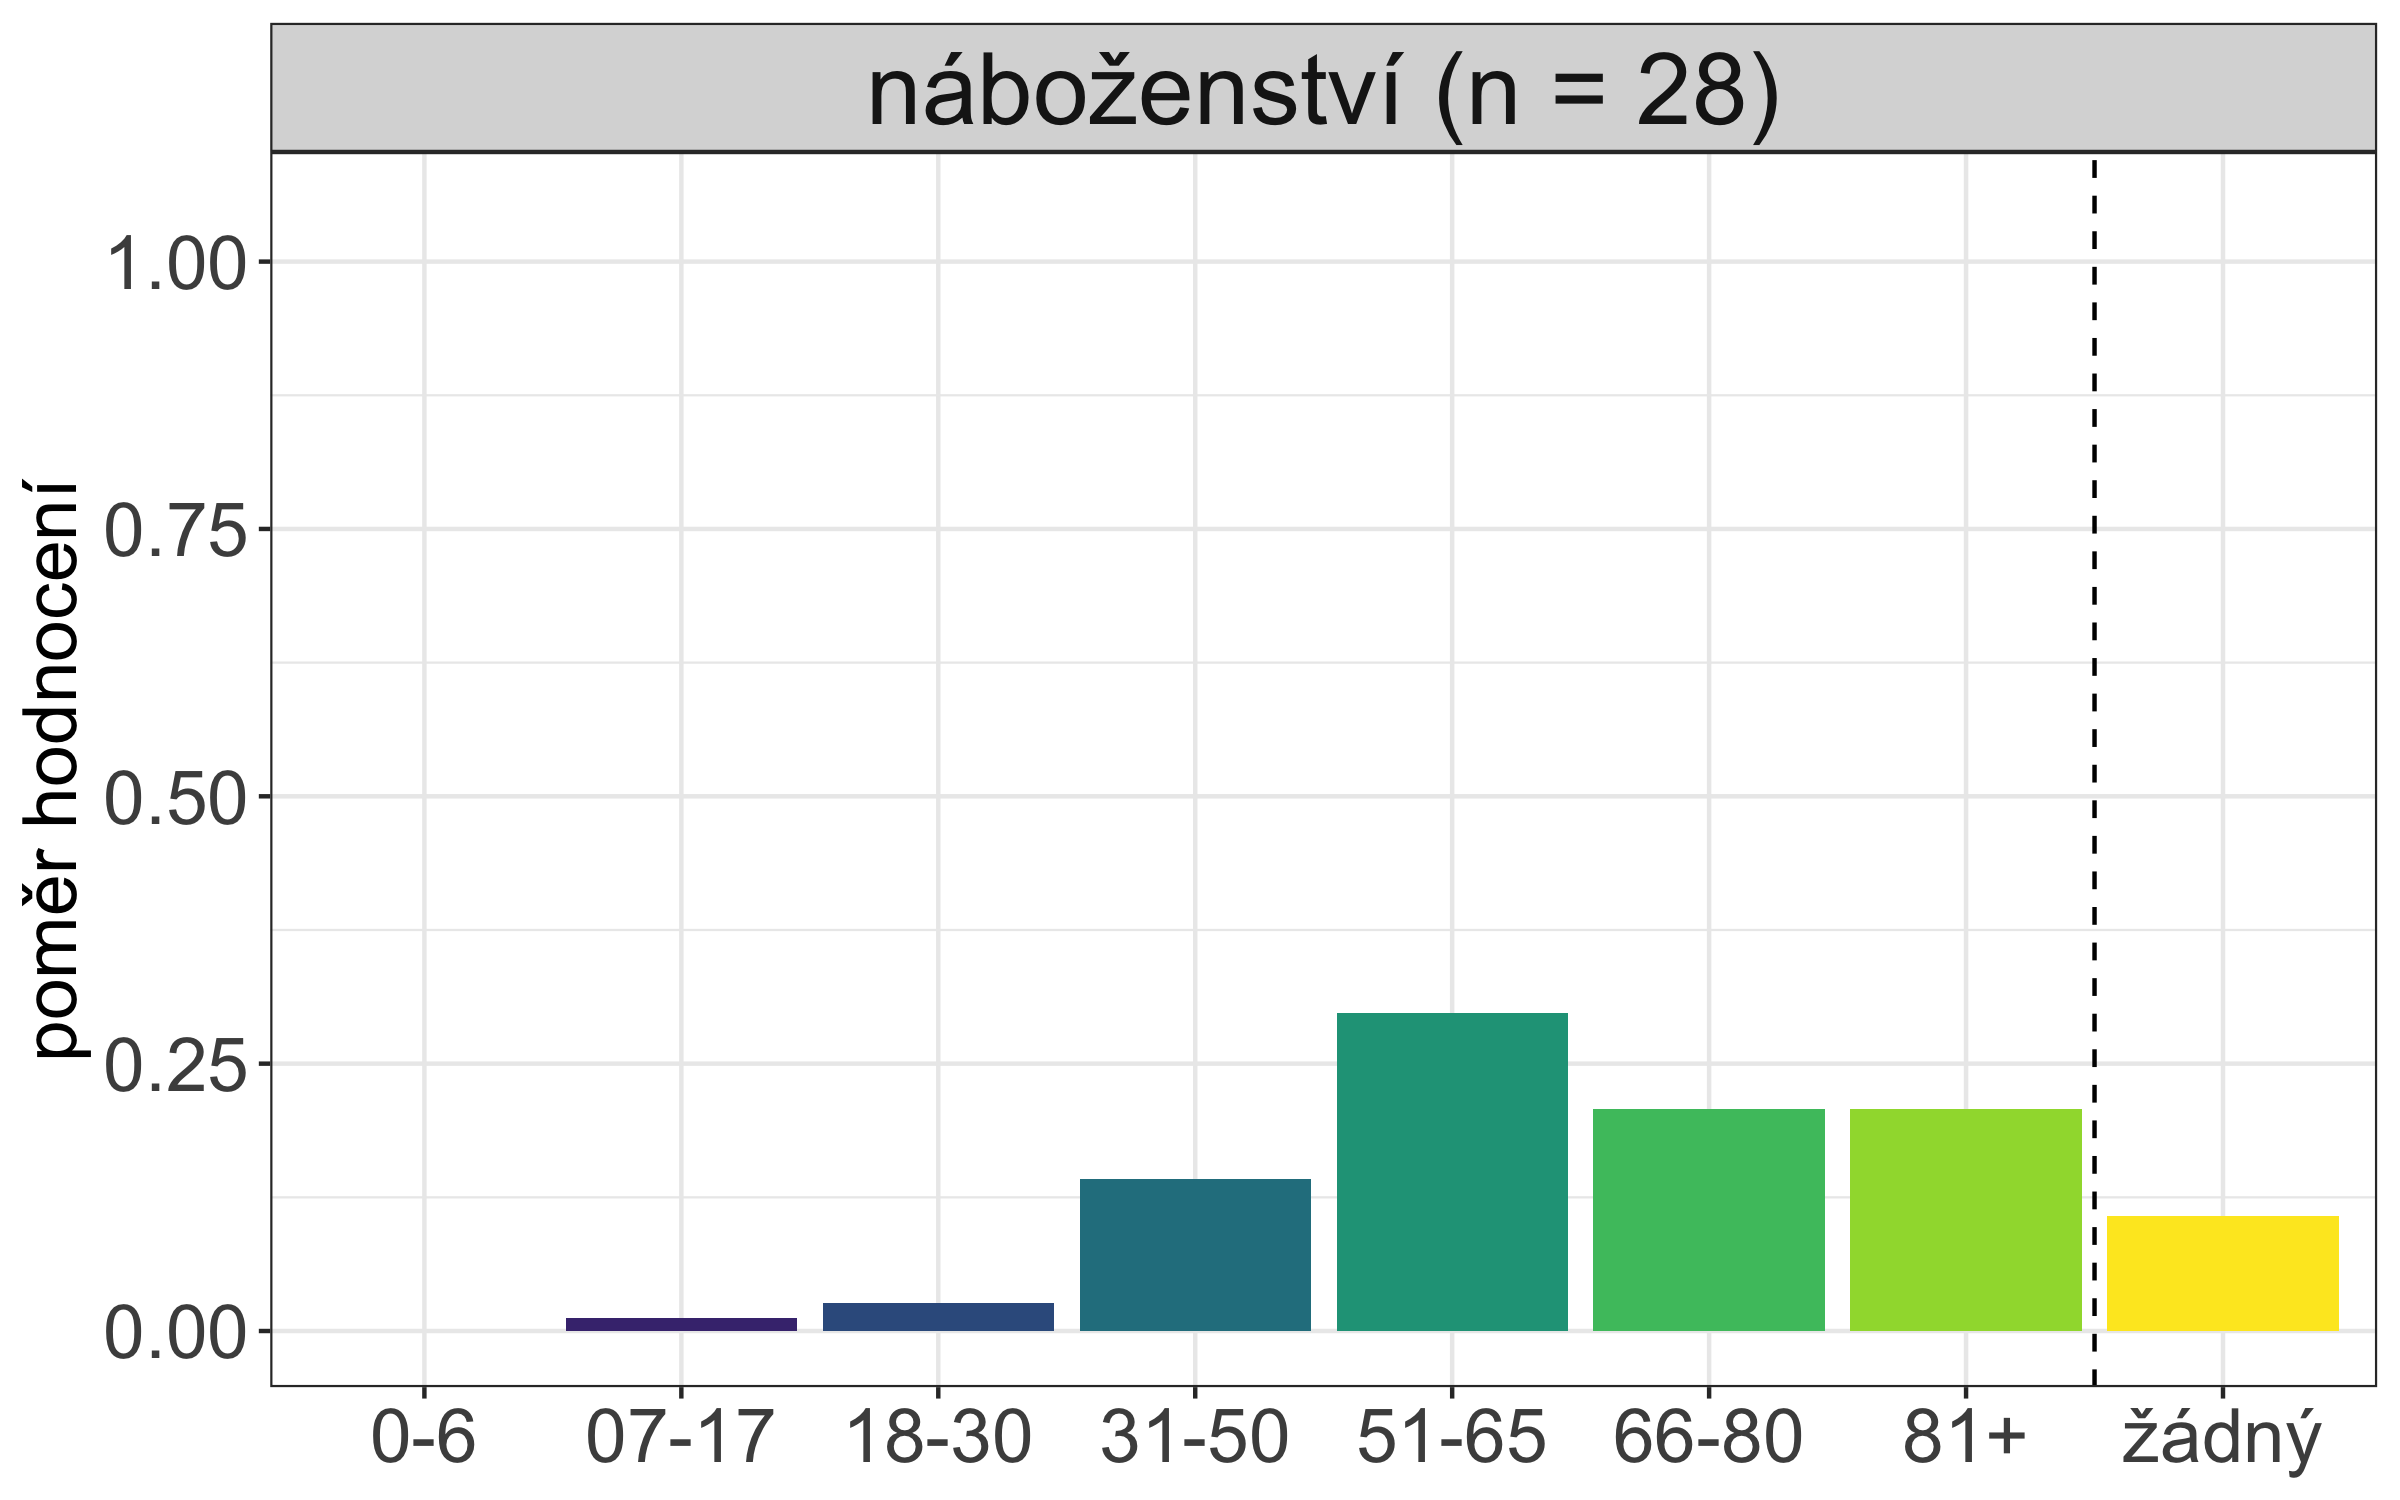 náboženství (n = 28)
poměr hodnocení
1.00
0.75
0.50
0.25
0.00
0-6 07-17 18-30 31-50 51-65 66-80 81+ žádný